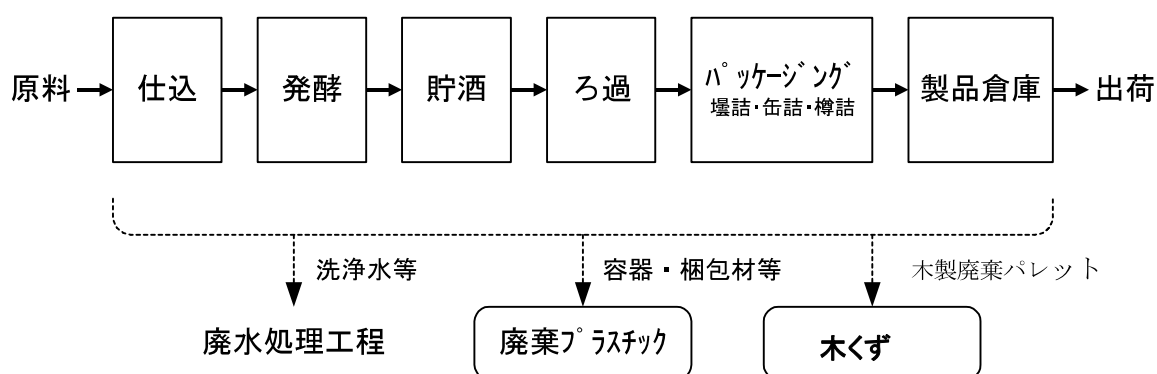 原料
仕込
発酵
貯酒
ろ過
ﾊﾟｯｹｰｼﾞﾝｸﾞ
壜詰・缶詰・樽詰
製品倉庫
出荷
洗浄水等
容器・梱包材等
木製廃棄パレット
廃水処理工程
廃棄ﾌﾟﾗｽﾁｯｸ
木くず